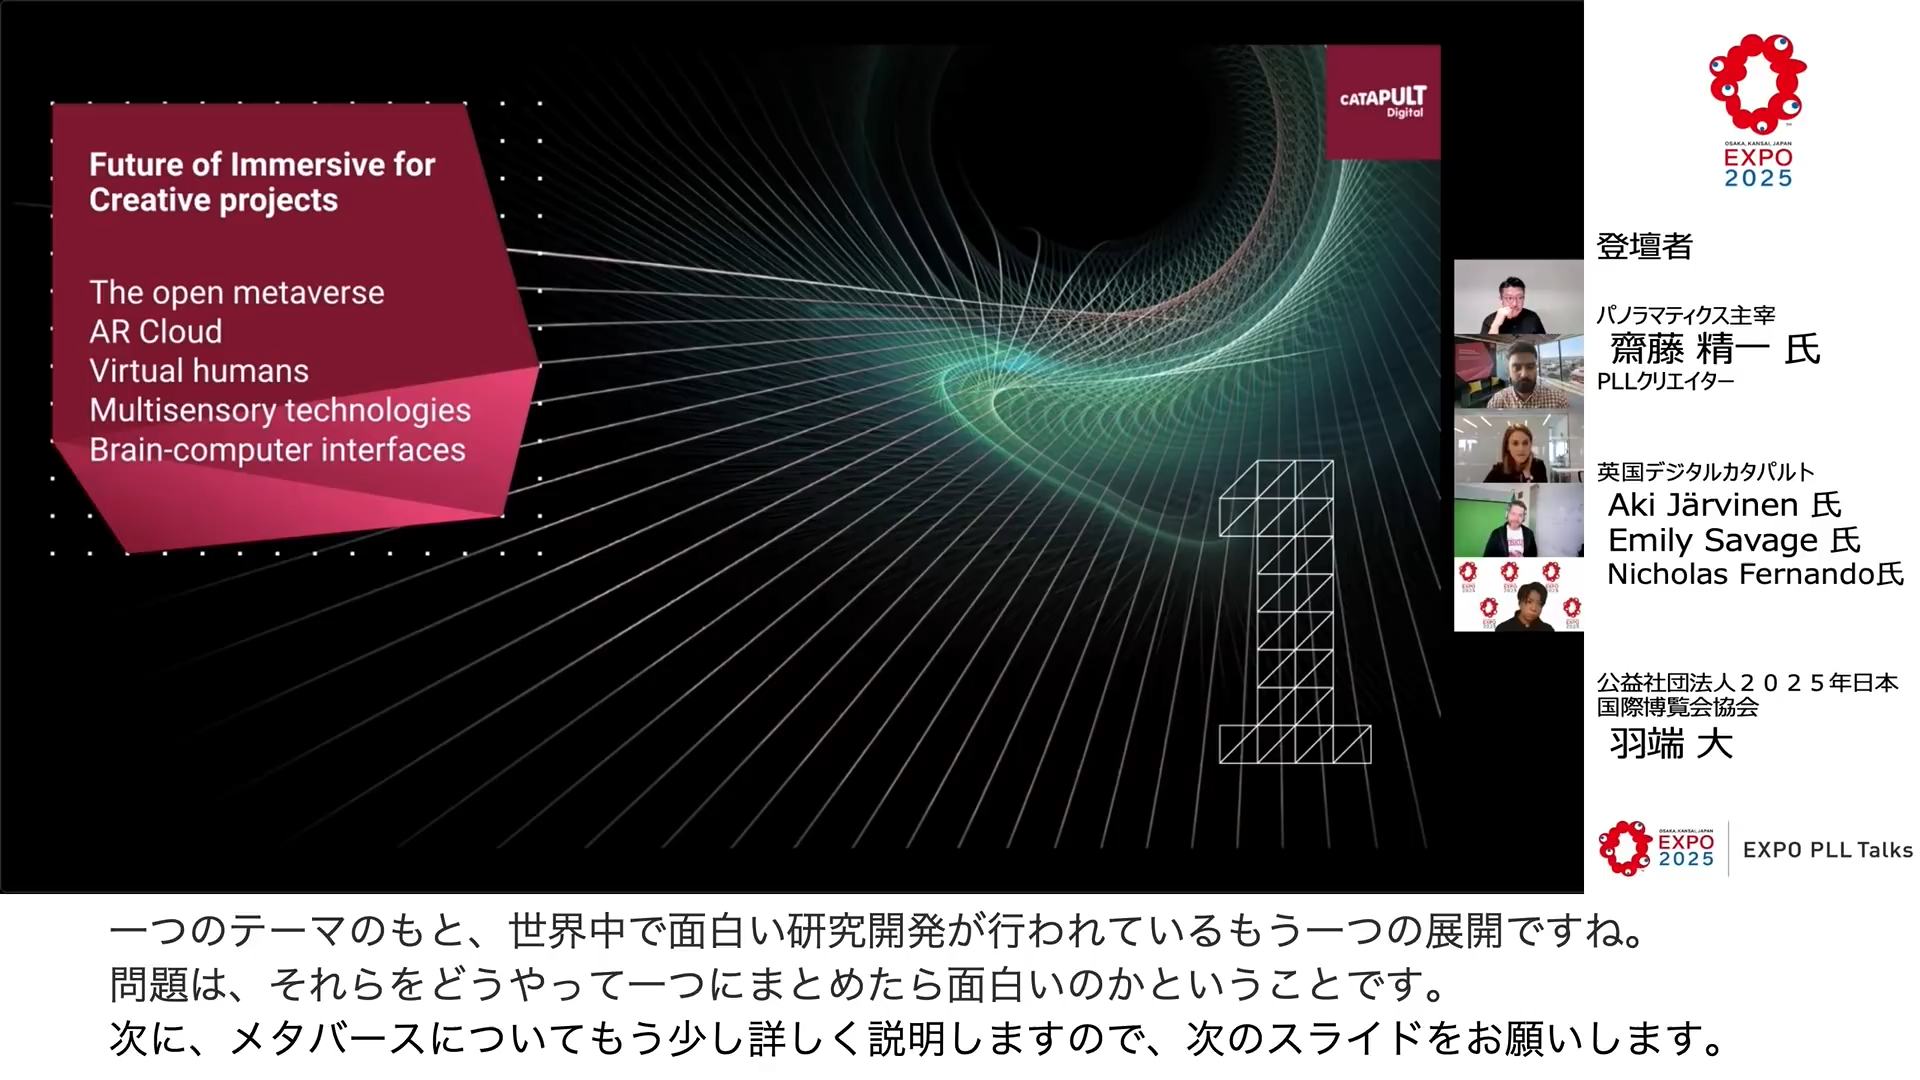 Future of Immersive for
Creative projects
The open metaverse
AR Cloud
Virtual humans
Multisensory technologies
Brain-computer interfaces
CATAPULT
Digital
1
OSAKA, KANSAI, JAPAN
EXPO
2025
登壇者
パノラマティクス主宰
齋藤 精一 氏
PLLクリエイター
英国デジタルカタパルト
Aki Järvinen 氏
Emily Savage 氏
Nicholas Fernando氏
公益社団法人２０２５年日本
国際博覧会協会
羽端 大
OSAKA, KANSAI, JAPAN
EXPO
2025
EXPO PLL Talks
一つのテーマのもと、世界中で面白い研究開発が行われているもう一つの展開ですね。
問題は、それらをどうやって一つにまとめたら面白いのかということです。
次に、メタバースについてもう少し詳しく説明しますので、次のスライドをお願いします。